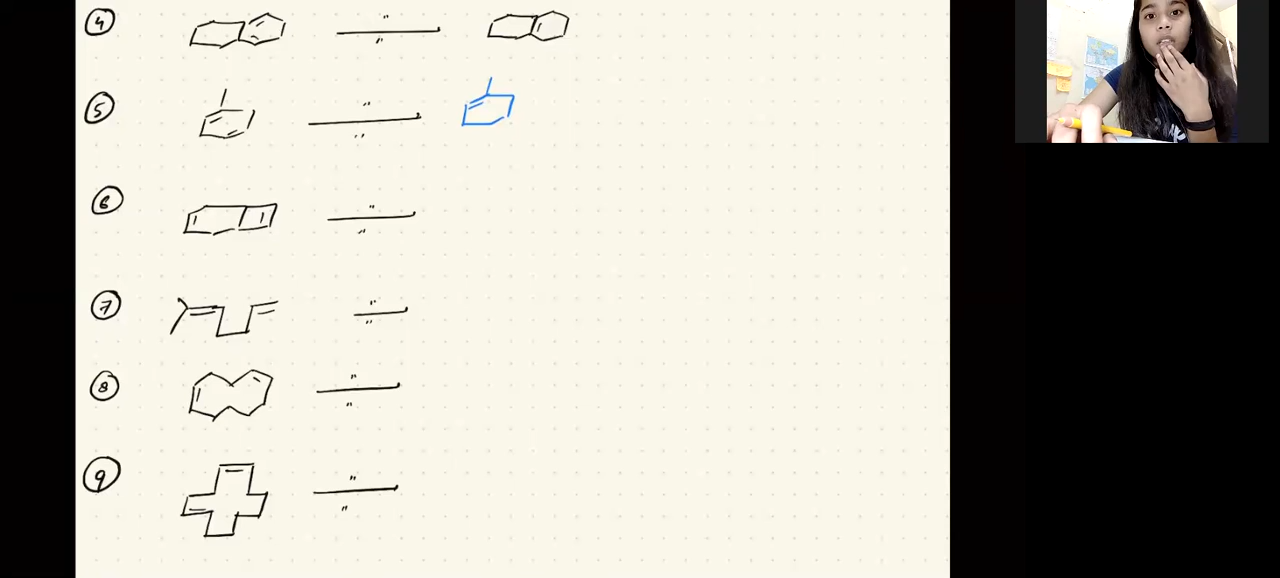 ④ " "
⑤ " "
⑥ " "
⑦ " "
⑧ " "
⑨ " "